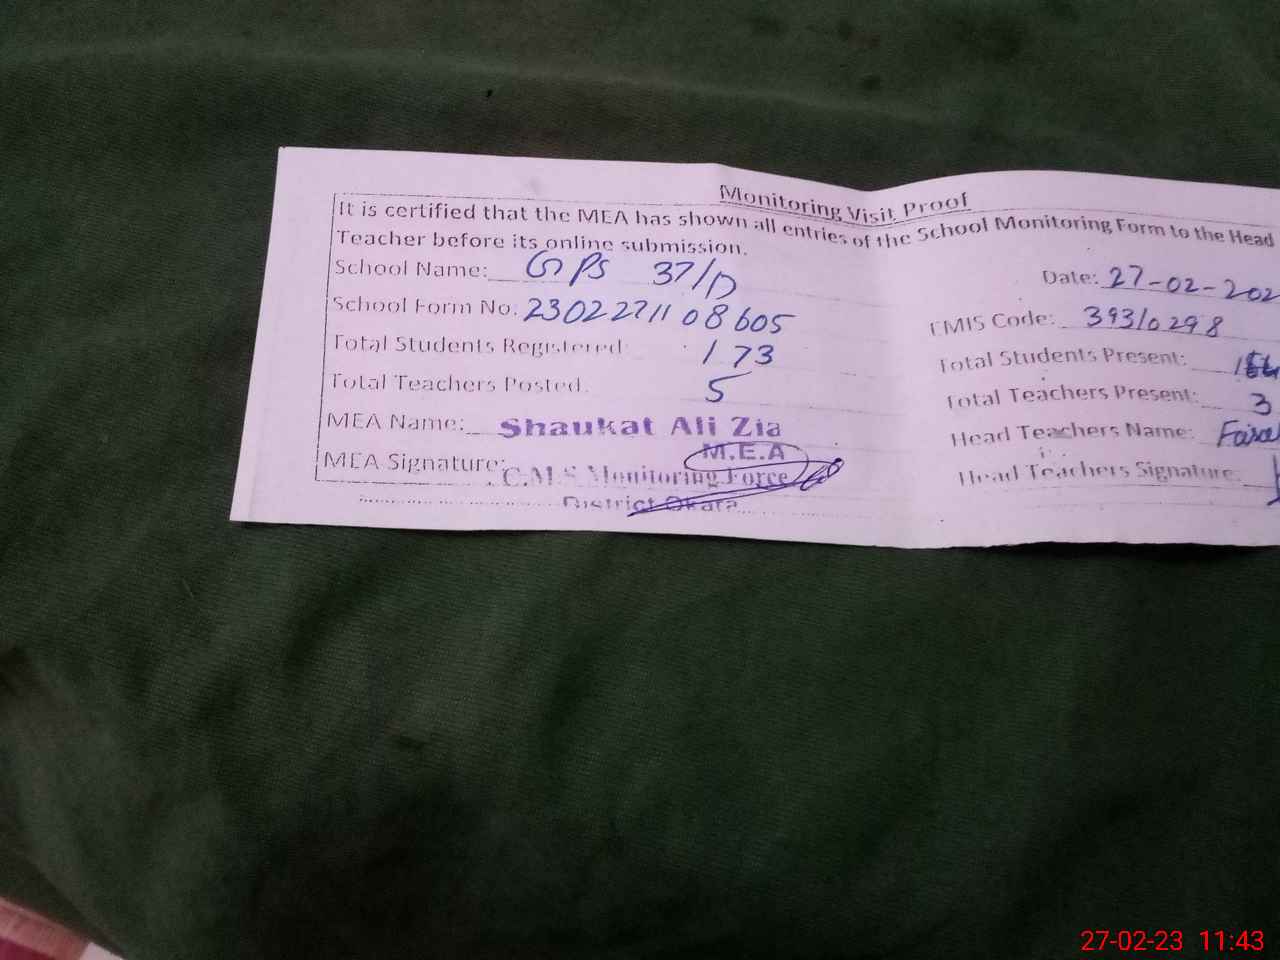 Monitoring Visit Proof
It is certified that the MEA has shown all entries of the School Monitoring Form to the Head
Teacher before its online submission.
School Name: GPS 37/D
Date: 27-02-202
School Form No: 23022711 08605
EMIS Code: 39310298
Total Students Registered: 173
Total Students Present:
Total Teachers Posted: 5
Total Teachers Present: 3
MEA Name: Shaukat Ali Zia
Head Teachers Name: Faisal
M.E.A
MEA Signature: C.M.S Monitoring Force
Head Teachers Signature:
District Okara
27-02-23 11:43